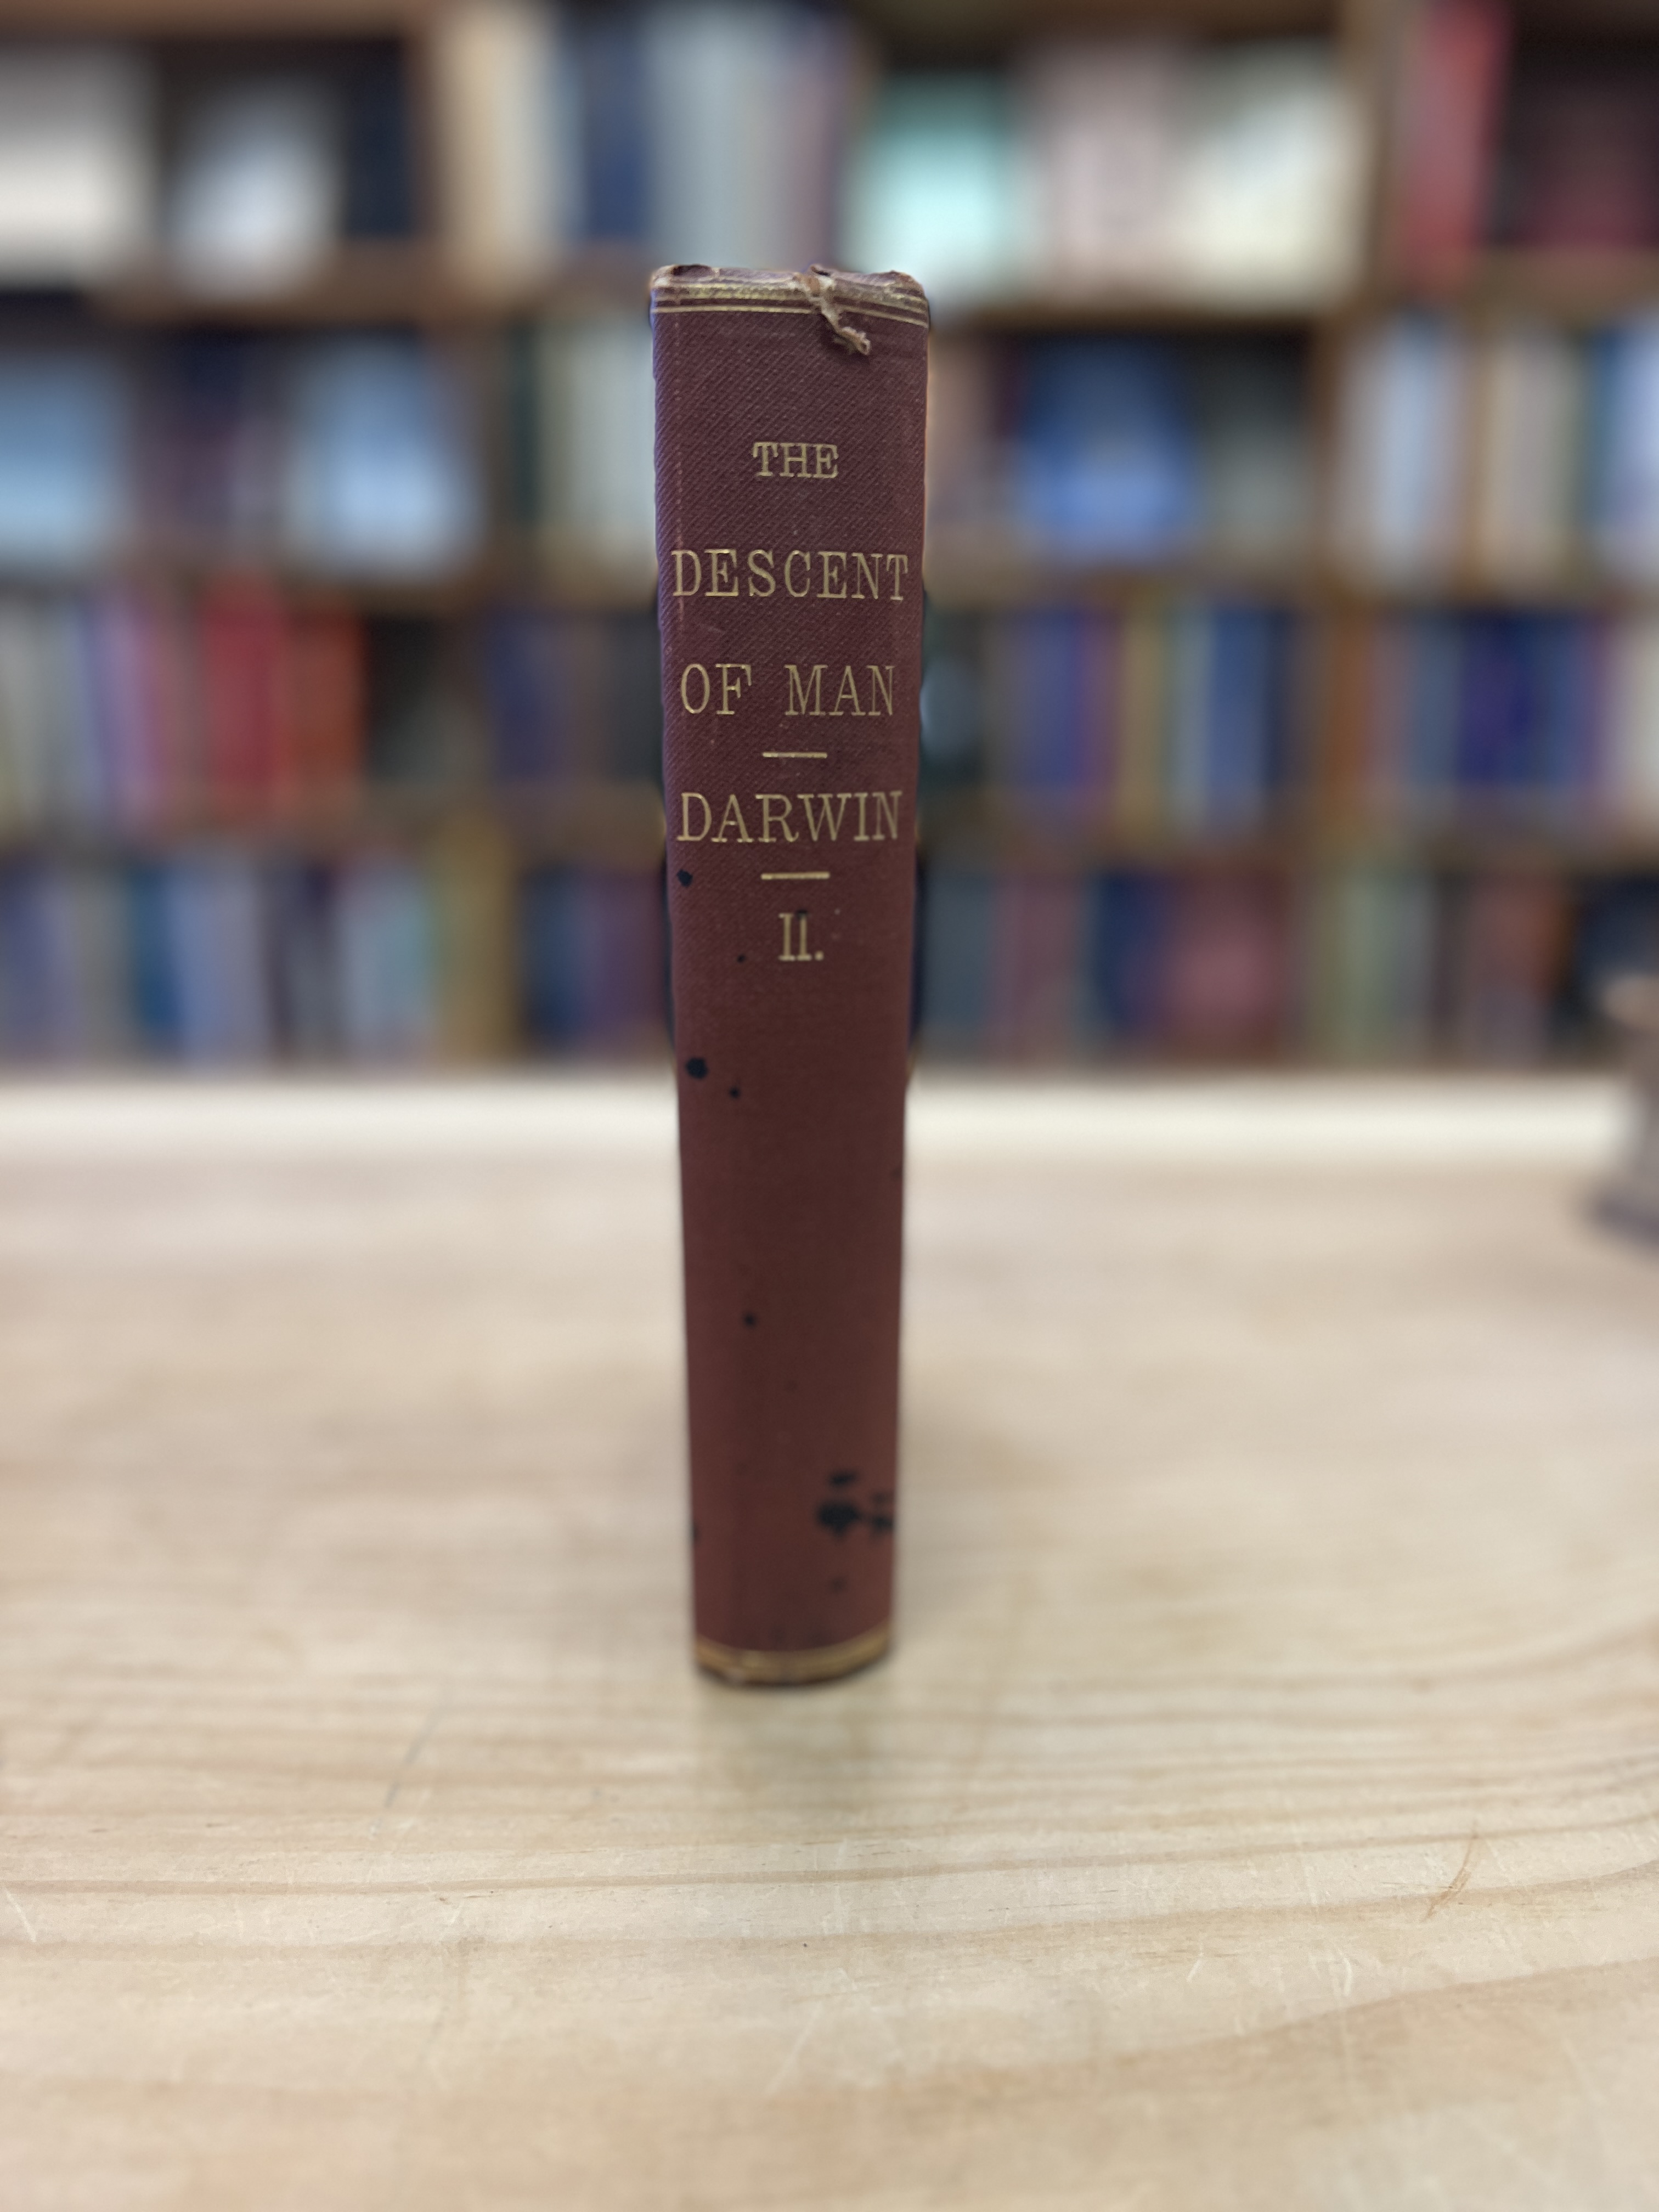 THE
DESCENT
OF MAN
DARWIN
II.